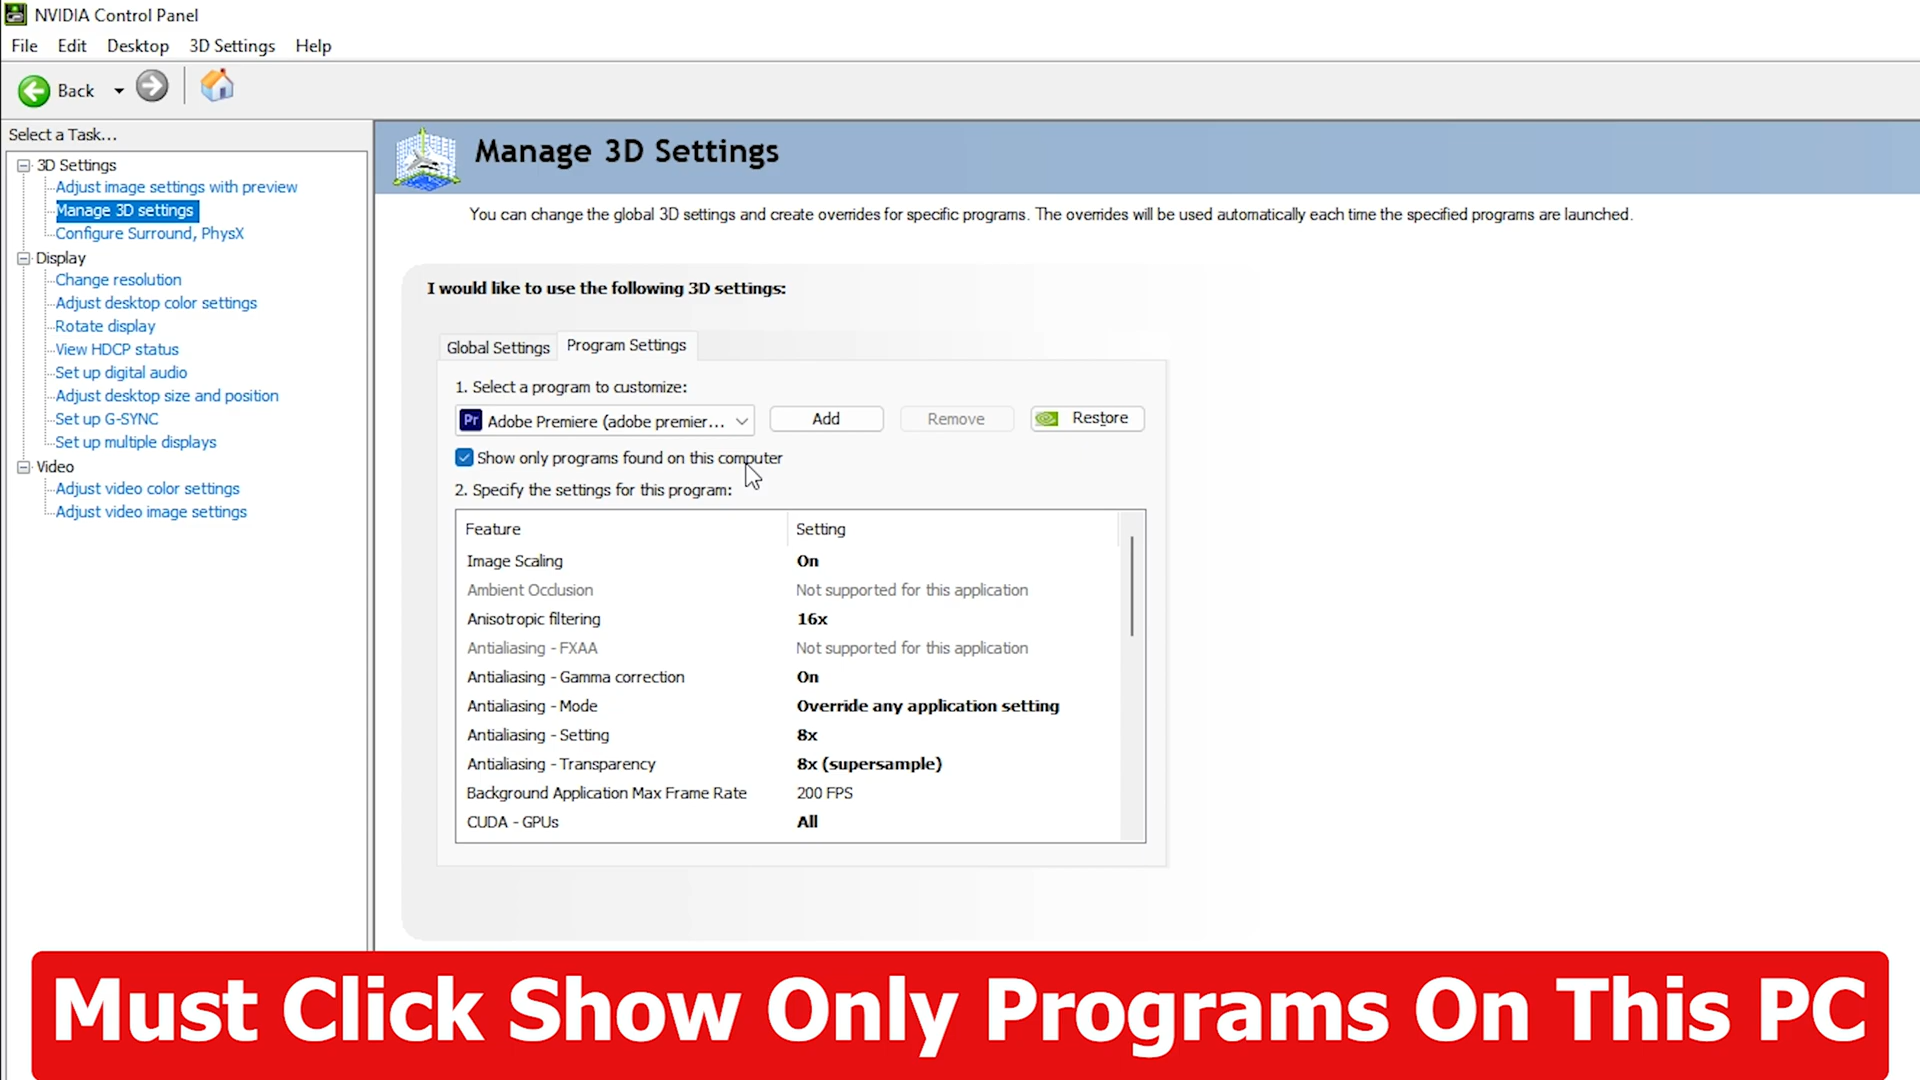 NVIDIA Control Panel
File Edit Desktop 3D Settings Help
Back
Select a Task...
3D Settings
Adjust image settings with preview
Manage 3D settings
Configure Surround, PhysX
Display
Change resolution
Adjust desktop color settings
Rotate display
View HDCP status
Set up digital audio
Adjust desktop size and position
Set up G-SYNC
Set up multiple displays
Video
Adjust video color settings
Adjust video image settings
Manage 3D Settings
You can change the global 3D settings and create overrides for specific programs. The overrides will be used automatically each time the specified programs are launched.
I would like to use the following 3D settings:
Global Settings Program Settings
1. Select a program to customize:
Pr Adobe Premiere (adobe premier... Add Remove Restore
Show only programs found on this computer
2. Specify the settings for this program:
Feature Setting
Image Scaling On
Ambient Occlusion Not supported for this application
Anisotropic filtering 16x
Antialiasing - FXAA Not supported for this application
Antialiasing - Gamma correction On
Antialiasing - Mode Override any application setting
Antialiasing - Setting 8x
Antialiasing - Transparency 8x (supersample)
Background Application Max Frame Rate 200 FPS
CUDA - GPUs All
Must Click Show Only Programs On This PC